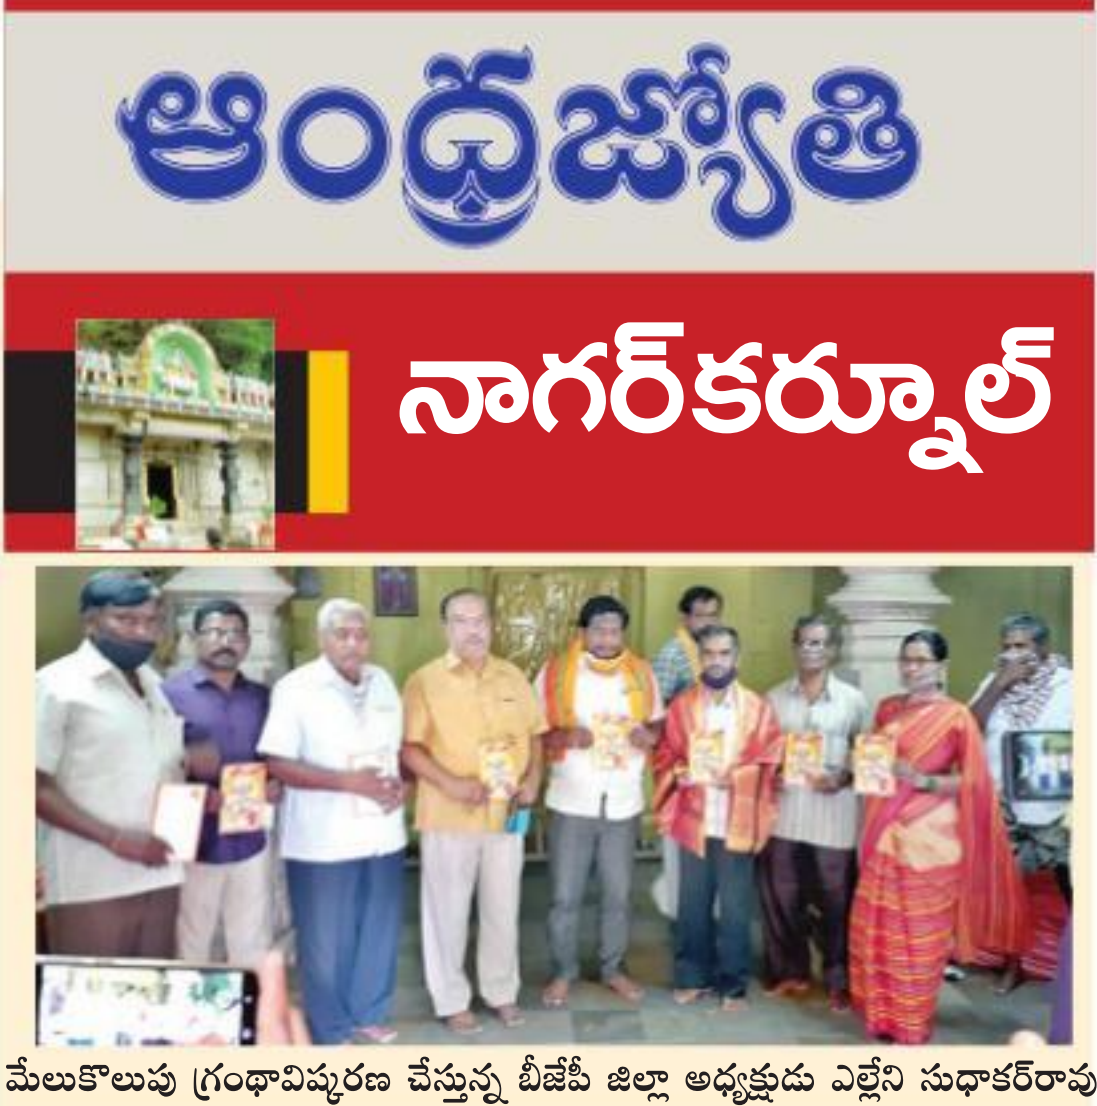 ఆంధ్రజ్యోతి
నాగర్‌కర్నూల్
మేలుకొలుపు గ్రంథావిష్కరణ చేస్తున్న బీజేపీ జిల్లా అధ్యక్షుడు ఎల్లేని సుధాకర్‌రావు